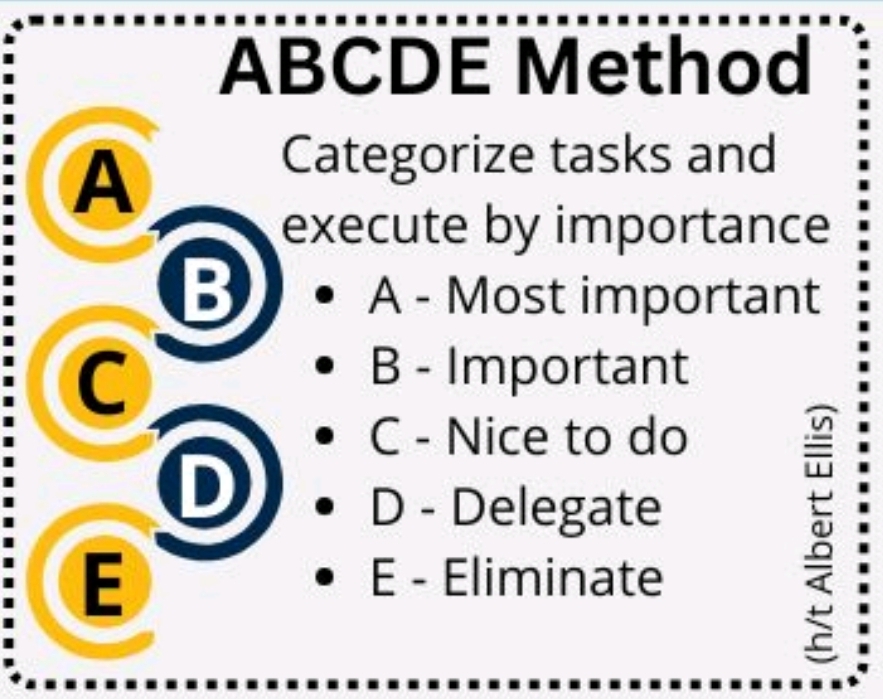 ABCDE Method
Categorize tasks and
execute by importance
• A - Most important
• B - Important
• C - Nice to do
• D - Delegate
• E - Eliminate
A
B
C
D
E
(h/t Albert Ellis)